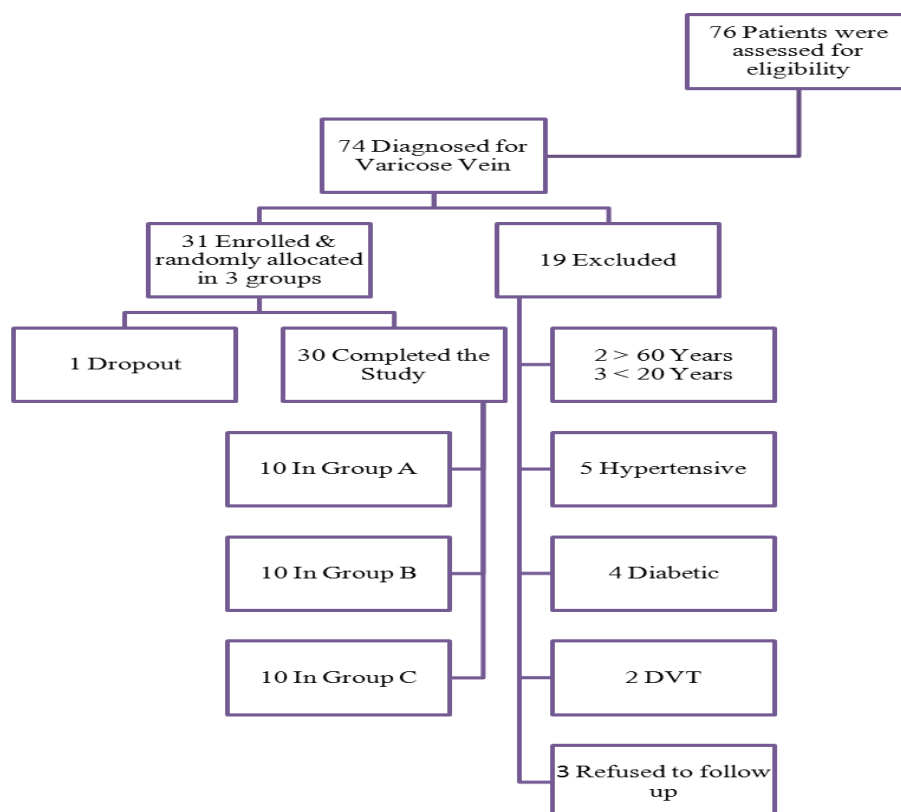 76 Patients were
assessed for
eligibility
74 Diagnosed for
Varicose Vein
31 Enrolled &
randomly allocated
in 3 groups
19 Excluded
1 Dropout
30 Completed the
Study
2 > 60 Years
3 < 20 Years
10 In Group A
5 Hypertensive
10 In Group B
4 Diabetic
10 In Group C
2 DVT
3 Refused to follow
up